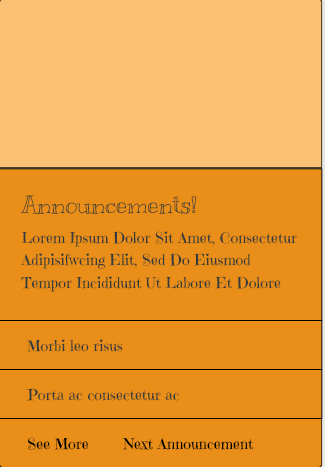 Announcements!
Lorem Ipsum Dolor Sit Amet, Consectetur
Adipisifwcing Elit, Sed Do Eiusmod
Tempor Incididunt Ut Labore Et Dolore
Morbi leo risus
Porta ac consectetur ac
See More Next Announcement